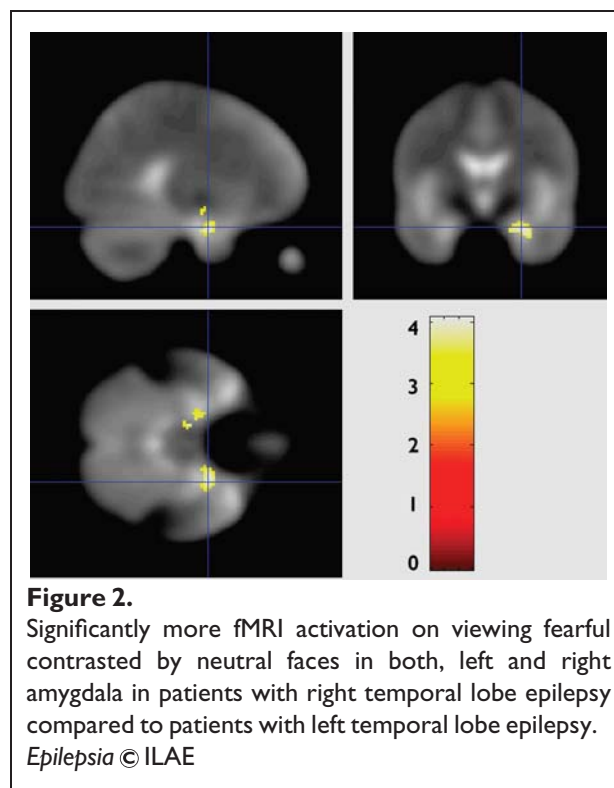 4
3
2
1
0
Figure 2.
Significantly more fMRI activation on viewing fearful
contrasted by neutral faces in both, left and right
amygdala in patients with right temporal lobe epilepsy
compared to patients with left temporal lobe epilepsy.
Epilepsia © ILAE